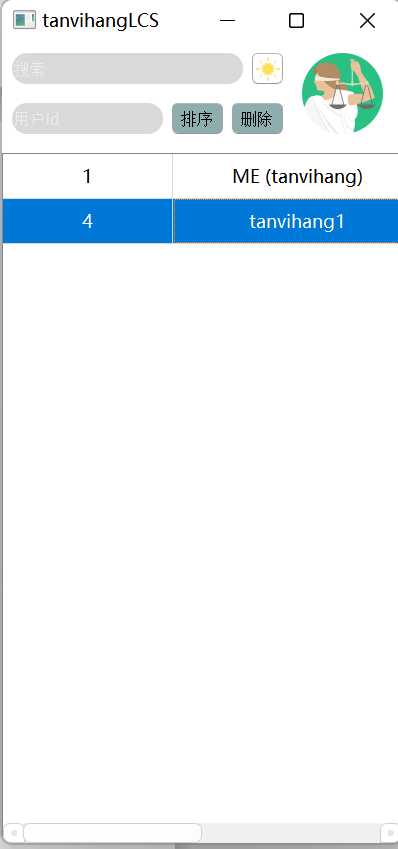 tanvihangLCS
搜索
用户id 排序 删除
1 ME (tanvihang)
4 tanvihang1